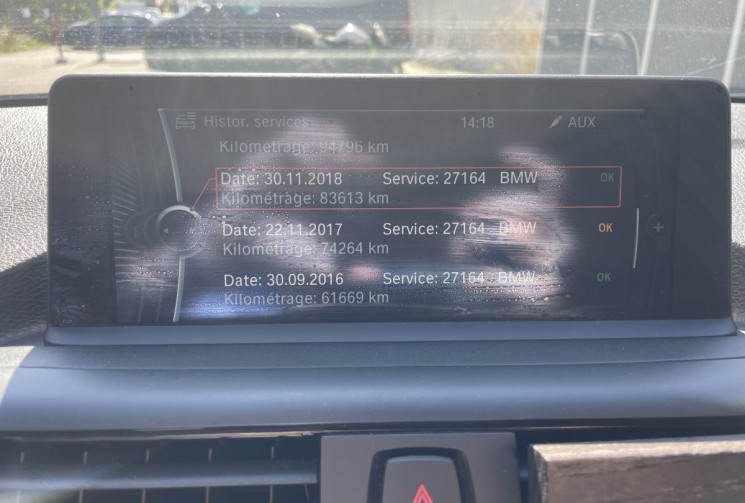 Histor. services 14:18 AUX
Kilométrage: 94796 km
Date: 30.11.2018 Service: 27164 BMW OK
Kilométrage: 83613 km
Date: 22.11.2017 Service: 27164 BMW OK
Kilométrage: 74264 km
Date: 30.09.2016 Service: 27164 BMW OK
Kilométrage: 61669 km